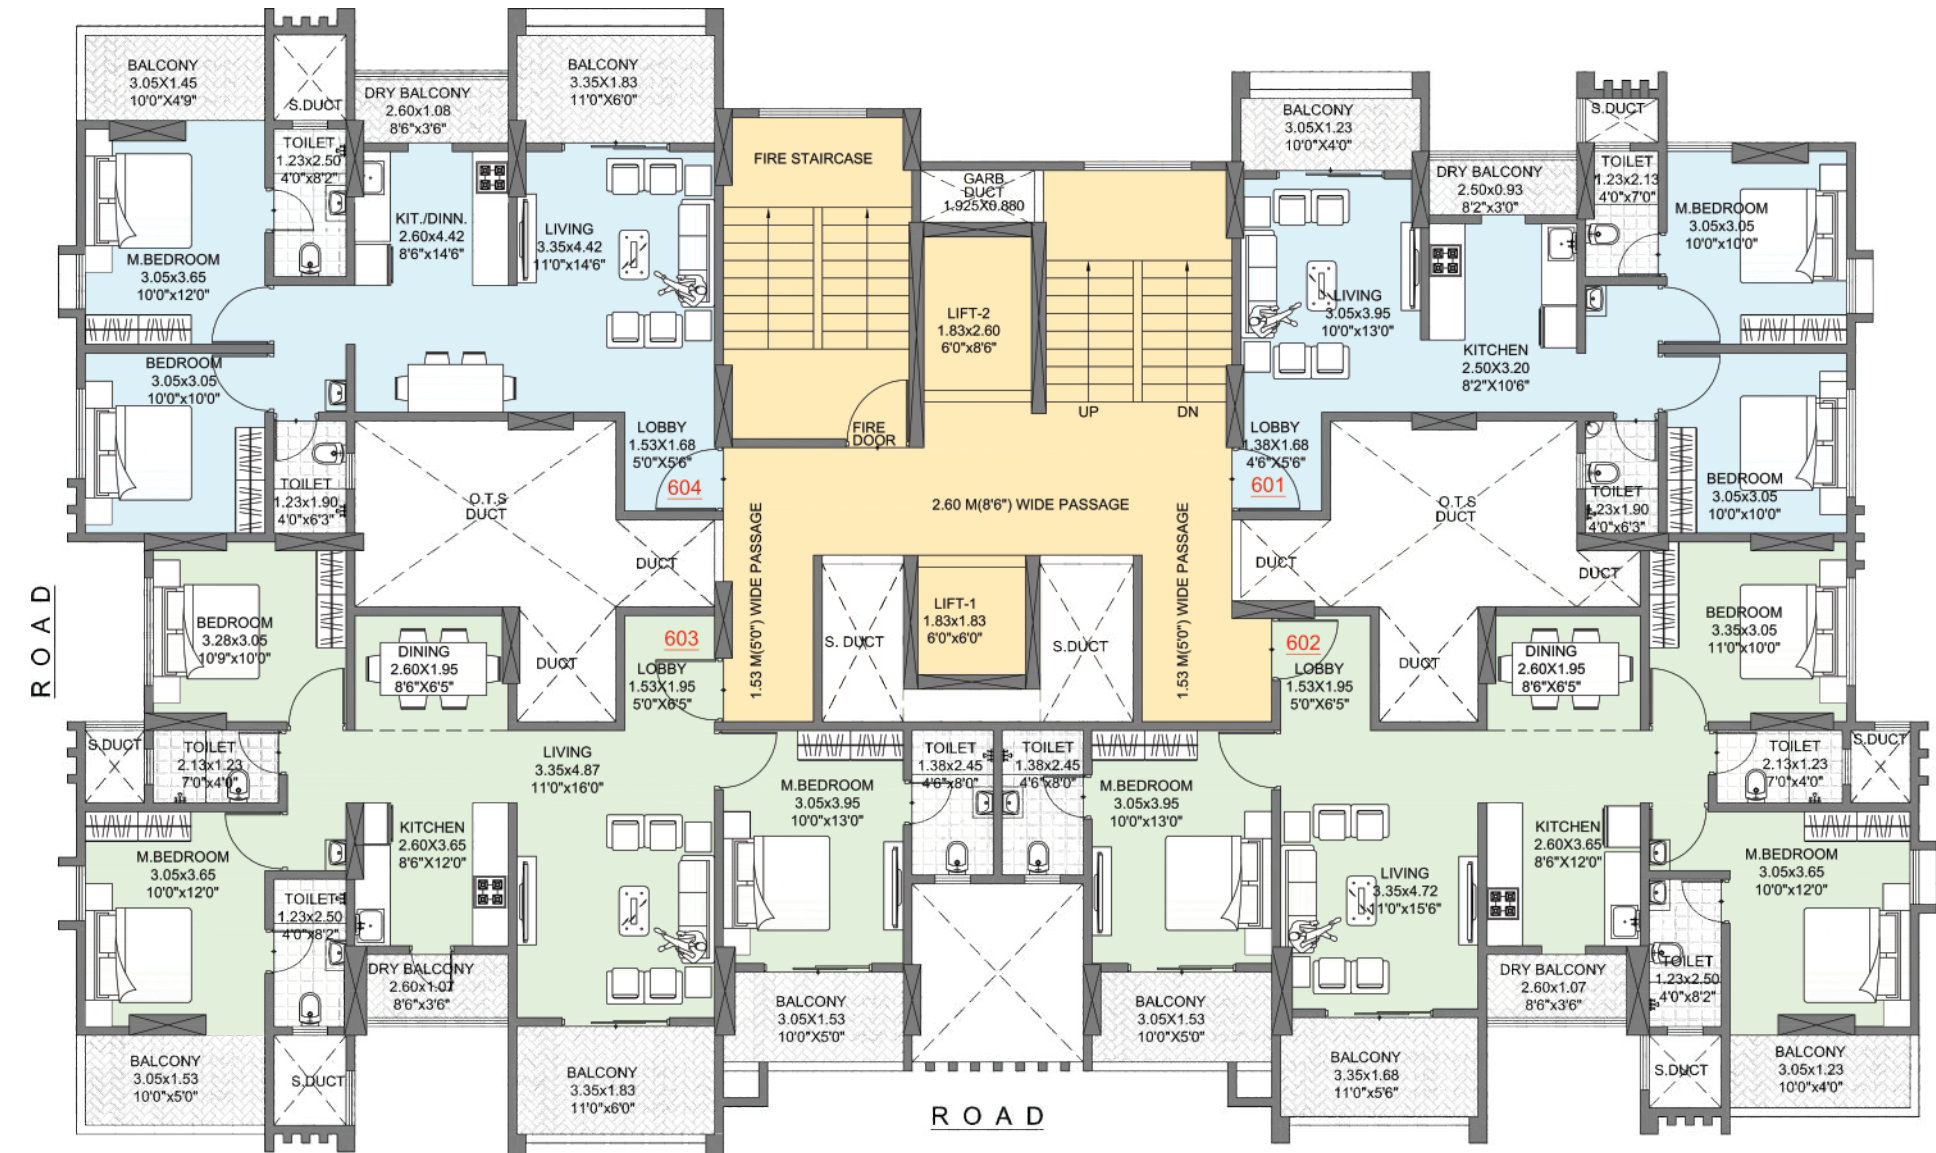 BALCONY
3.05X1.45
10'0"X4'9"
S.DUCT
DRY BALCONY
2.60x1.08
8'6"x3'6"
BALCONY
3.35X1.83
11'0"X6'0"
TOILET
1.23x2.50
4'0"x8'2"
M.BEDROOM
3.05x3.65
10'0"x12'0"
KIT./DINN.
2.60x4.42
8'6"x14'6"
LIVING
3.35x4.42
11'0"x14'6"
BEDROOM
3.05x3.05
10'0"x10'0"
TOILET
1.23x1.90
4'0"x6'3"
LOBBY
1.53X1.68
5'0"X5'6"
604
O.T.S
DUCT
DUCT
DUCT
FIRE STAIRCASE
FIRE
DOOR
GARB.
DUCT
1.925X0.880
LIFT-2
1.83x2.60
6'0"x8'6"
UP
DN
2.60 M(8'6") WIDE PASSAGE
1.53 M(5'0") WIDE PASSAGE
1.53 M(5'0") WIDE PASSAGE
S. DUCT
LIFT-1
1.83x1.83
6'0"x6'0"
S.DUCT
BALCONY
3.05X1.23
10'0"X4'0"
DRY BALCONY
2.50x0.93
8'2"x3'0"
S.DUCT
TOILET
1.23x2.13
4'0"x7'0"
M.BEDROOM
3.05x3.05
10'0"x10'0"
LIVING
3.05x3.95
10'0"x13'0"
KITCHEN
2.50X3.20
8'2"X10'6"
LOBBY
1.38X1.68
4'6"X5'6"
601
TOILET
1.23x1.90
4'0"x6'3"
BEDROOM
3.05x3.05
10'0"x10'0"
O.T.S
DUCT
DUCT
DUCT
DUCT
ROAD
BEDROOM
3.28x3.05
10'9"x10'0"
DINING
2.60X1.95
8'6"X6'5"
603
LOBBY
1.53X1.95
5'0"X6'5"
S.DUCT
TOILET
2.13x1.23
7'0"x4'0"
LIVING
3.35x4.87
11'0"x16'0"
M.BEDROOM
3.05x3.95
10'0"x13'0"
TOILET
1.38x2.45
4'6"x8'0"
KITCHEN
2.60X3.65
8'6"X12'0"
M.BEDROOM
3.05x3.65
10'0"x12'0"
TOILET
1.23x2.50
4'0"x8'2"
DRY BALCONY
2.60x1.07
8'6"x3'6"
BALCONY
3.05x1.53
10'0"x5'0"
S.DUCT
BALCONY
3.35x1.83
11'0"x6'0"
BALCONY
3.05X1.53
10'0"X5'0"
602
LOBBY
1.53X1.95
5'0"X6'5"
DINING
2.60X1.95
8'6"X6'5"
BEDROOM
3.35x3.05
11'0"x10'0"
TOILET
1.38x2.45
4'6"x8'0"
M.BEDROOM
3.05x3.95
10'0"x13'0"
TOILET
2.13x1.23
7'0"x4'0"
S.DUCT
LIVING
3.35x4.72
11'0"x15'6"
KITCHEN
2.60X3.65
8'6"X12'0"
M.BEDROOM
3.05x3.65
10'0"x12'0"
TOILET
1.23x2.50
4'0"x8'2"
DRY BALCONY
2.60x1.07
8'6"x3'6"
BALCONY
3.05X1.53
10'0"X5'0"
BALCONY
3.35x1.68
11'0"x5'6"
S.DUCT
BALCONY
3.05x1.23
10'0"x4'0"
ROAD